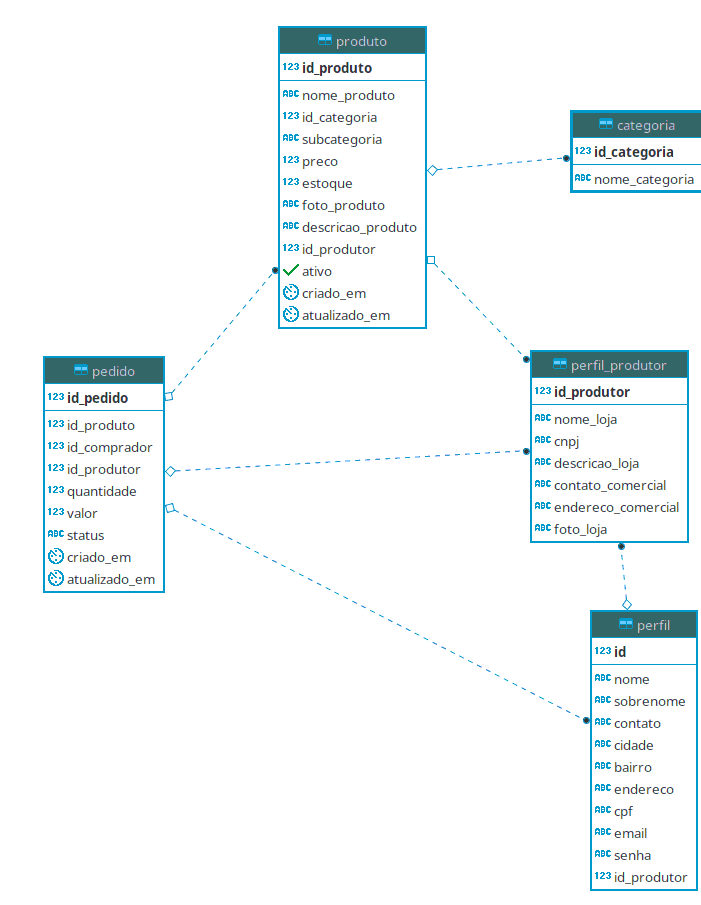 produto
123 id_produto
ABC nome_produto
123 id_categoria
ABC subcategoria
123 preco
123 estoque
ABC foto_produto
ABC descricao_produto
123 id_produtor
ativo
criado_em
atualizado_em
categoria
123 id_categoria
ABC nome_categoria
pedido
123 id_pedido
123 id_produto
123 id_comprador
123 id_produtor
123 quantidade
123 valor
ABC status
criado_em
atualizado_em
perfil_produtor
123 id_produtor
ABC nome_loja
ABC cnpj
ABC descricao_loja
ABC contato_comercial
ABC endereco_comercial
ABC foto_loja
perfil
123 id
ABC nome
ABC sobrenome
ABC contato
ABC cidade
ABC bairro
ABC endereco
ABC cpf
ABC email
ABC senha
123 id_produtor